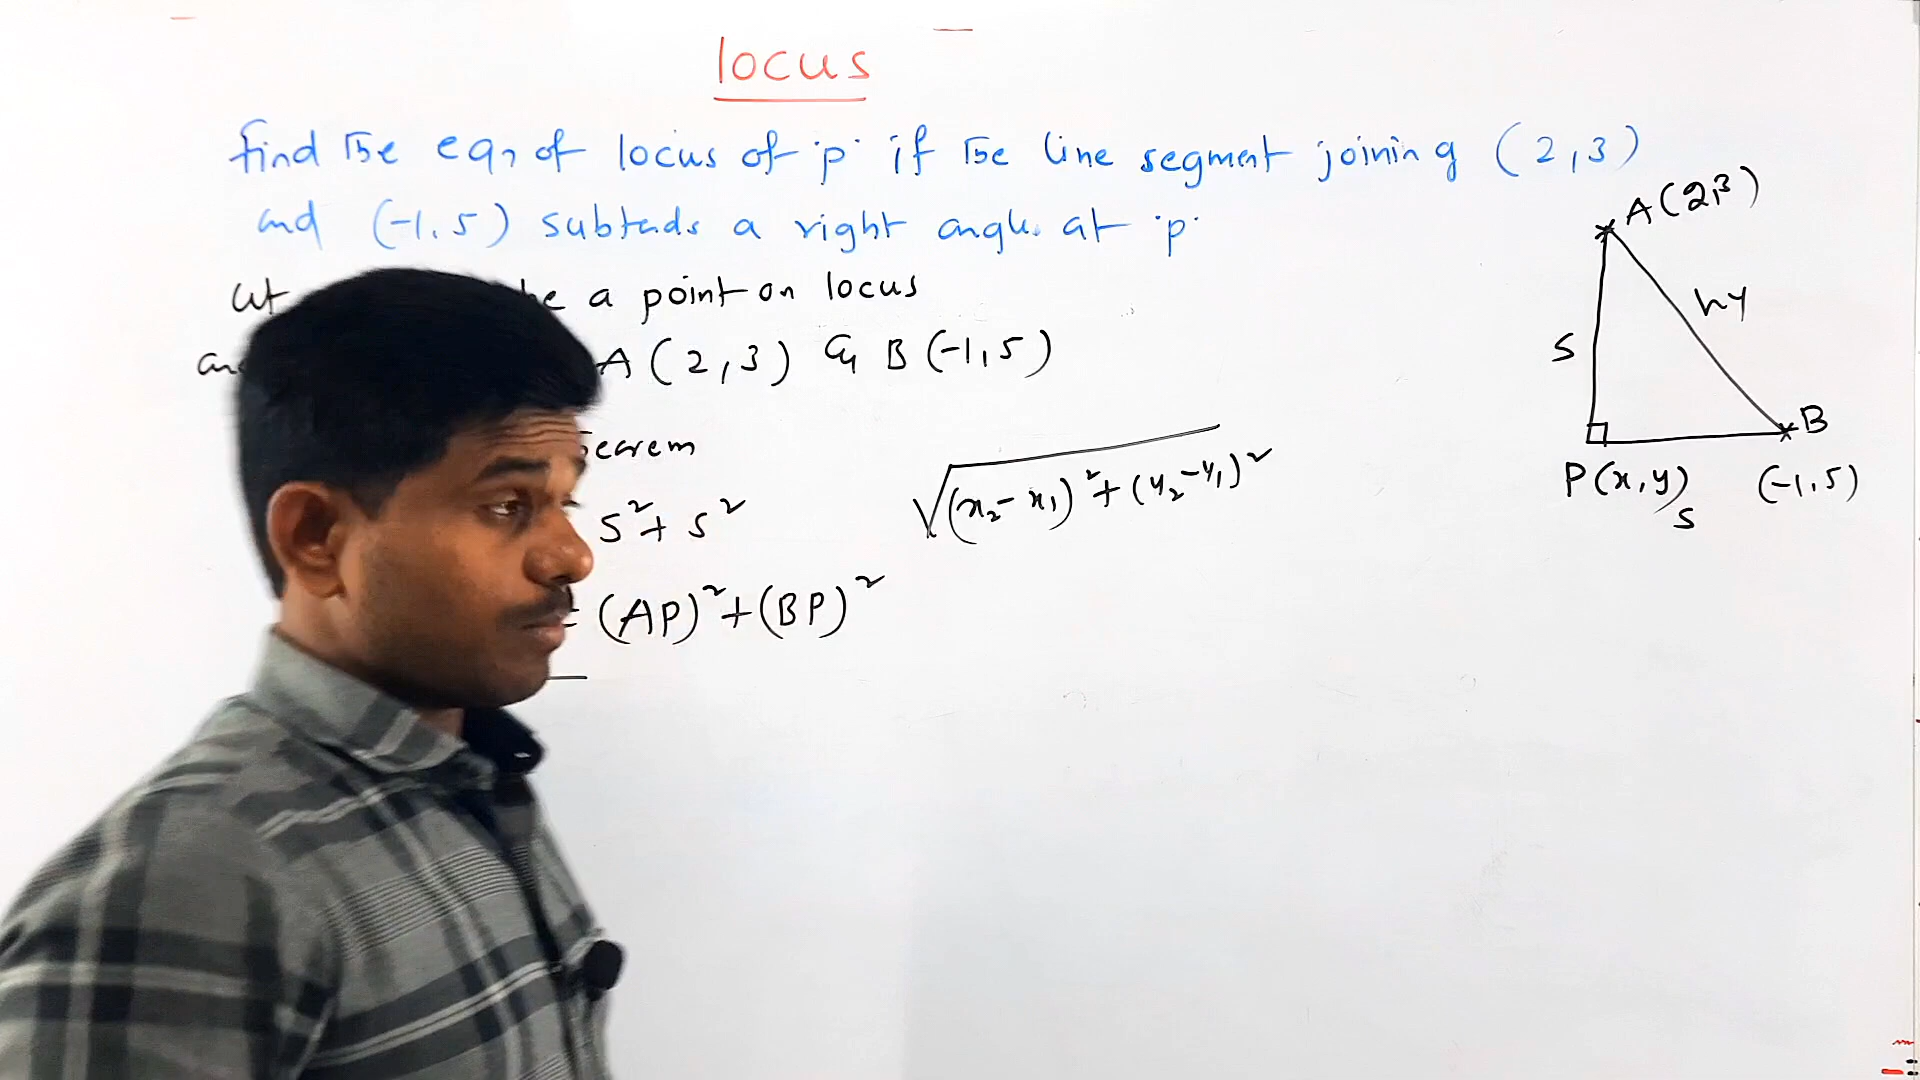 locus
find the eqn of locus of 'p' if the line segment joining (2,3)
and (-1,5) subtends a right angle at 'p'
be a point on locus
A (2,3) & B (-1,5)
S² + S²
= (AP)² + (BP)²
√(x₂ - x₁)² + (y₂ - y₁)²
A (2,3)
hy
S
B
P(x,y)
(-1,5)
S